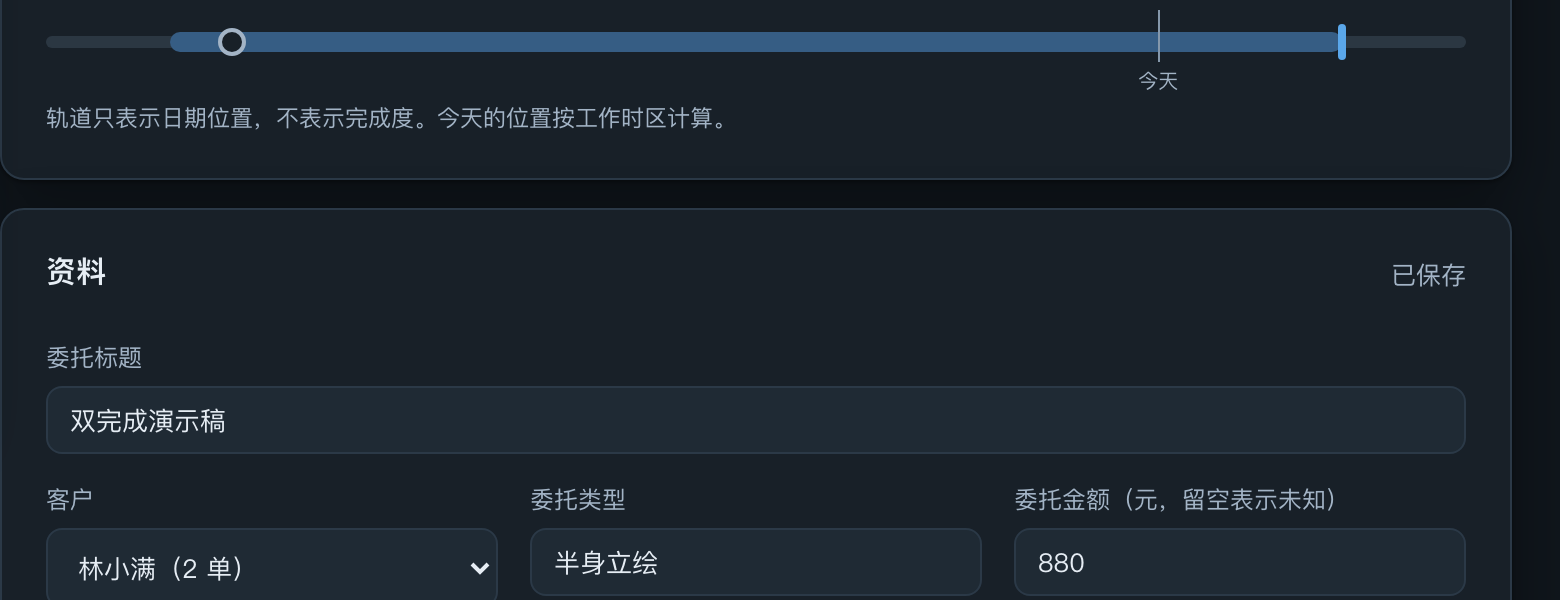 今天
轨道只表示日期位置，不表示完成度。今天的位置按工作时区计算。
资料
已保存
委托标题
双完成演示稿
客户
委托类型
委托金额（元，留空表示未知）
林小满（2 单）
半身立绘
880